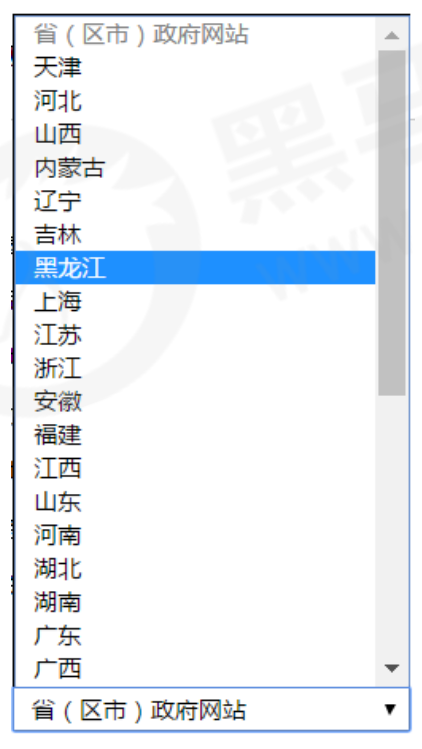 省（区市）政府网站
天津
河北
山西
内蒙古
辽宁
吉林
黑龙江
上海
江苏
浙江
安徽
福建
江西
山东
河南
湖北
湖南
广东
广西
省（区市）政府网站